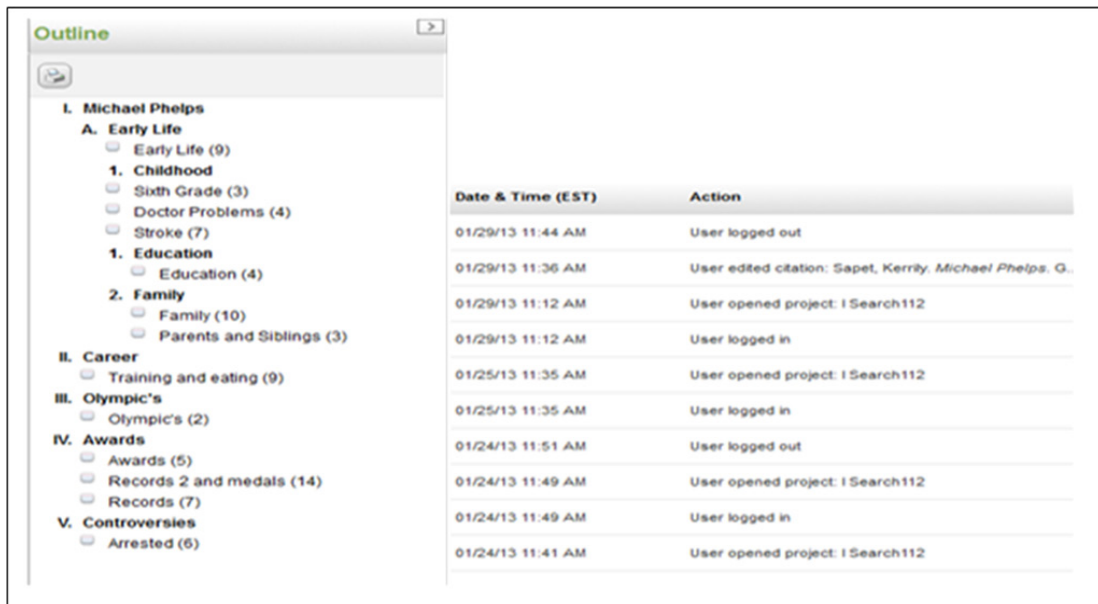 Outline
I. Michael Phelps
A. Early Life
Early Life (9)
1. Childhood
Sixth Grade (3)
Doctor Problems (4)
Stroke (7)
1. Education
Education (4)
2. Family
Family (10)
Parents and Siblings (3)
II. Career
Training and eating (9)
III. Olympic's
Olympic's (2)
IV. Awards
Awards (5)
Records 2 and medals (14)
Records (7)
V. Controversies
Arrested (6)
Date & Time (EST) Action
01/29/13 11:44 AM User logged out
01/29/13 11:36 AM User edited citation: Sapet, Kerrily. Michael Phelps. G..
01/29/13 11:12 AM User opened project: I Search112
01/29/13 11:12 AM User logged in
01/25/13 11:35 AM User opened project: I Search112
01/25/13 11:35 AM User logged in
01/24/13 11:51 AM User logged out
01/24/13 11:49 AM User opened project: I Search112
01/24/13 11:49 AM User logged in
01/24/13 11:41 AM User opened project: I Search112